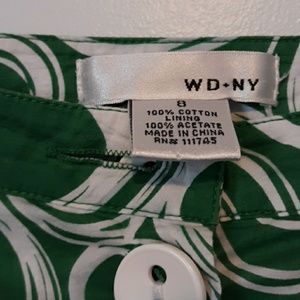 WD•NY
8
100% COTTON
LINING
100% ACETATE
MADE IN CHINA
RN# 111745